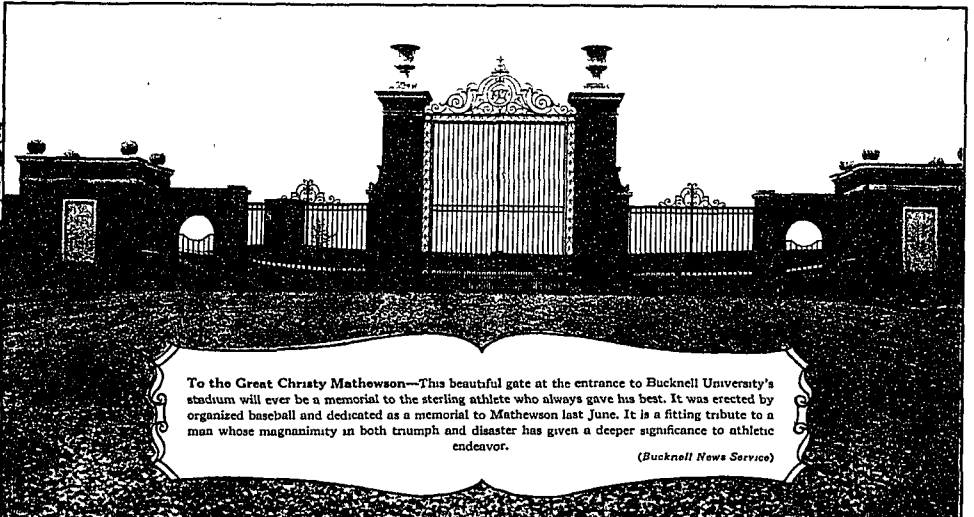 To the Great Christy Mathewson—This beautiful gate at the entrance to Bucknell University's
stadium will ever be a memorial to the sterling athlete who always gave his best. It was erected by
organized baseball and dedicated as a memorial to Mathewson last June. It is a fitting tribute to a
man whose magnanimity in both triumph and disaster has given a deeper significance to athletic
endeavor.
(Bucknell News Service)